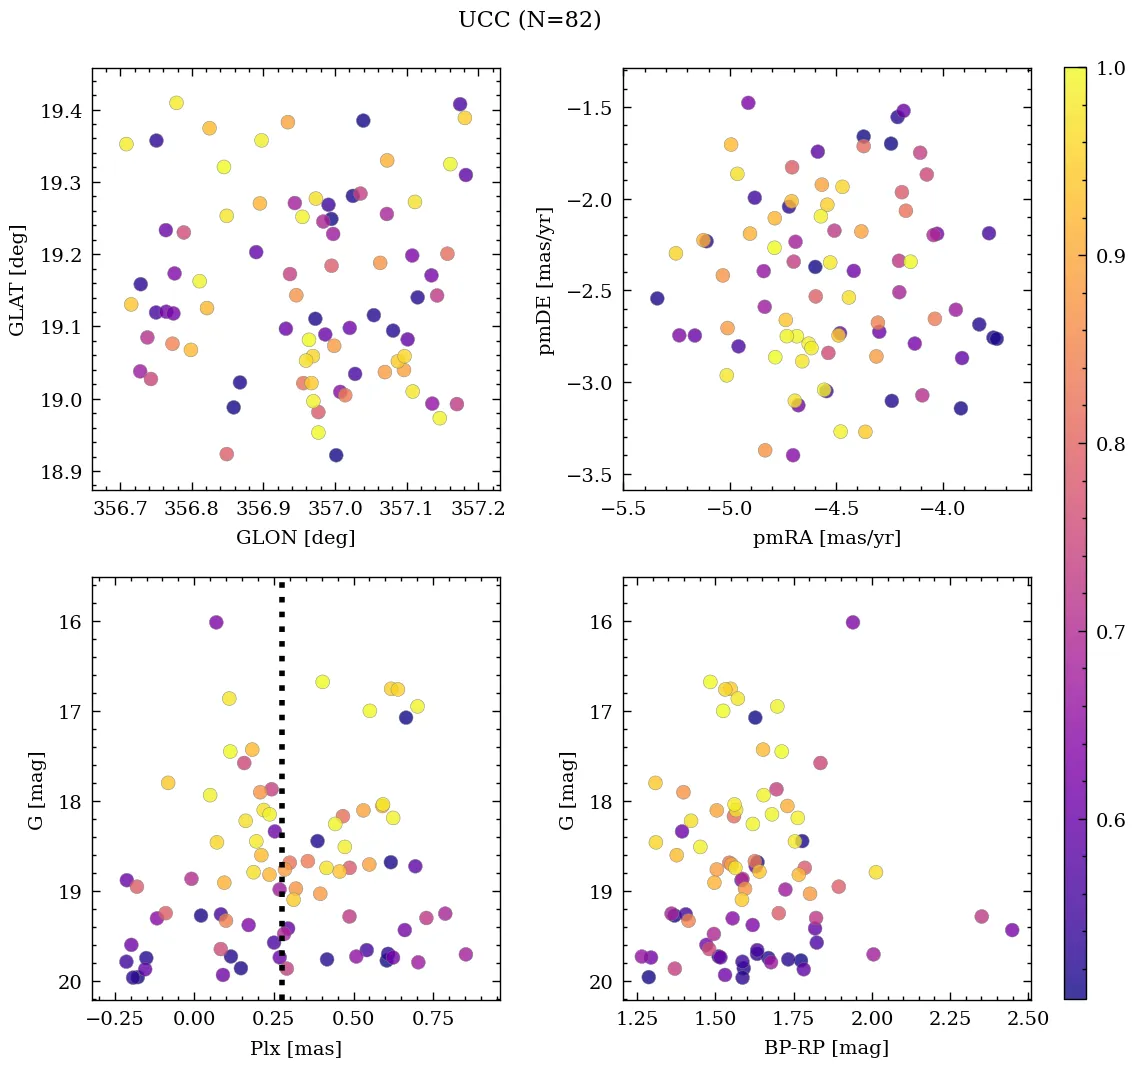 UCC (N=82)
19.4
19.3
19.2
19.1
19.0
18.9
GLAT [deg]
356.7 356.8 356.9 357.0 357.1 357.2
GLON [deg]
−1.5
−2.0
−2.5
−3.0
−3.5
pmDE [mas/yr]
−5.5 −5.0 −4.5 −4.0
pmRA [mas/yr]
16
17
18
19
20
G [mag]
−0.25 0.00 0.25 0.50 0.75
Plx [mas]
16
17
18
19
20
G [mag]
1.25 1.50 1.75 2.00 2.25 2.50
BP-RP [mag]
1.0
0.9
0.8
0.7
0.6